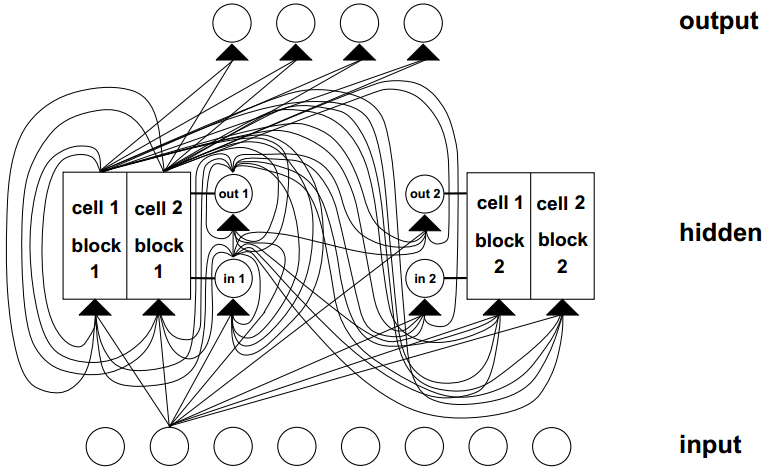 output
out 1
out 2
cell 1
cell 2
block
1
block
1
cell 1
cell 2
block
2
block
2
hidden
in 1
in 2
input